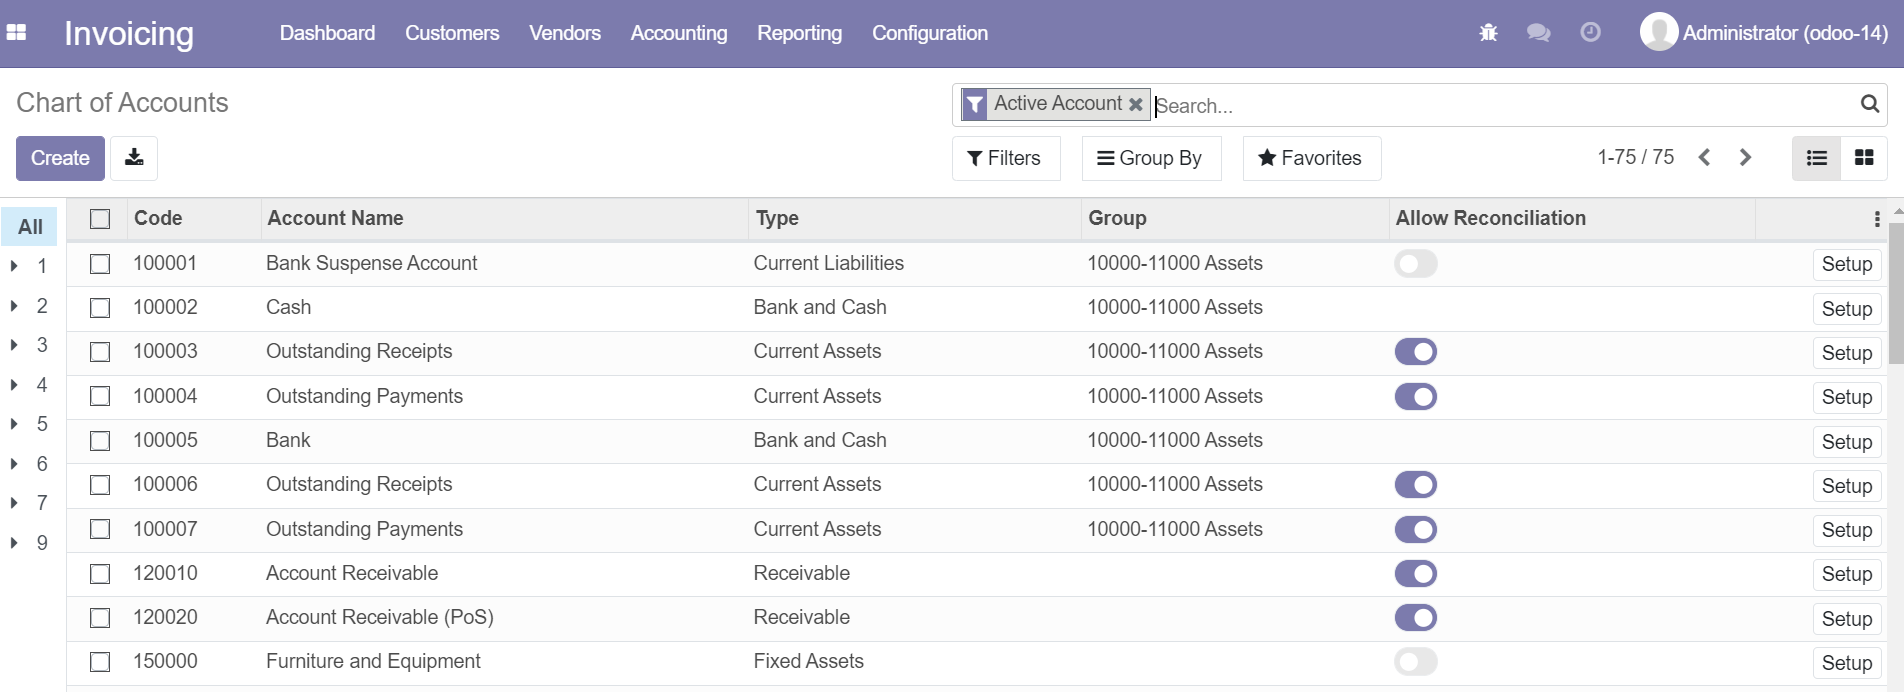 Invoicing Dashboard Customers Vendors Accounting Reporting Configuration Administrator (odoo-14)
Chart of Accounts
Active Account Search...
Create Filters Group By Favorites 1-75 / 75
All Code Account Name Type Group Allow Reconciliation
1 100001 Bank Suspense Account Current Liabilities 10000-11000 Assets Setup
2 100002 Cash Bank and Cash 10000-11000 Assets Setup
3 100003 Outstanding Receipts Current Assets 10000-11000 Assets Setup
4 100004 Outstanding Payments Current Assets 10000-11000 Assets Setup
5 100005 Bank Bank and Cash 10000-11000 Assets Setup
6 100006 Outstanding Receipts Current Assets 10000-11000 Assets Setup
7 100007 Outstanding Payments Current Assets 10000-11000 Assets Setup
9 120010 Account Receivable Receivable Setup
120020 Account Receivable (PoS) Receivable Setup
150000 Furniture and Equipment Fixed Assets Setup